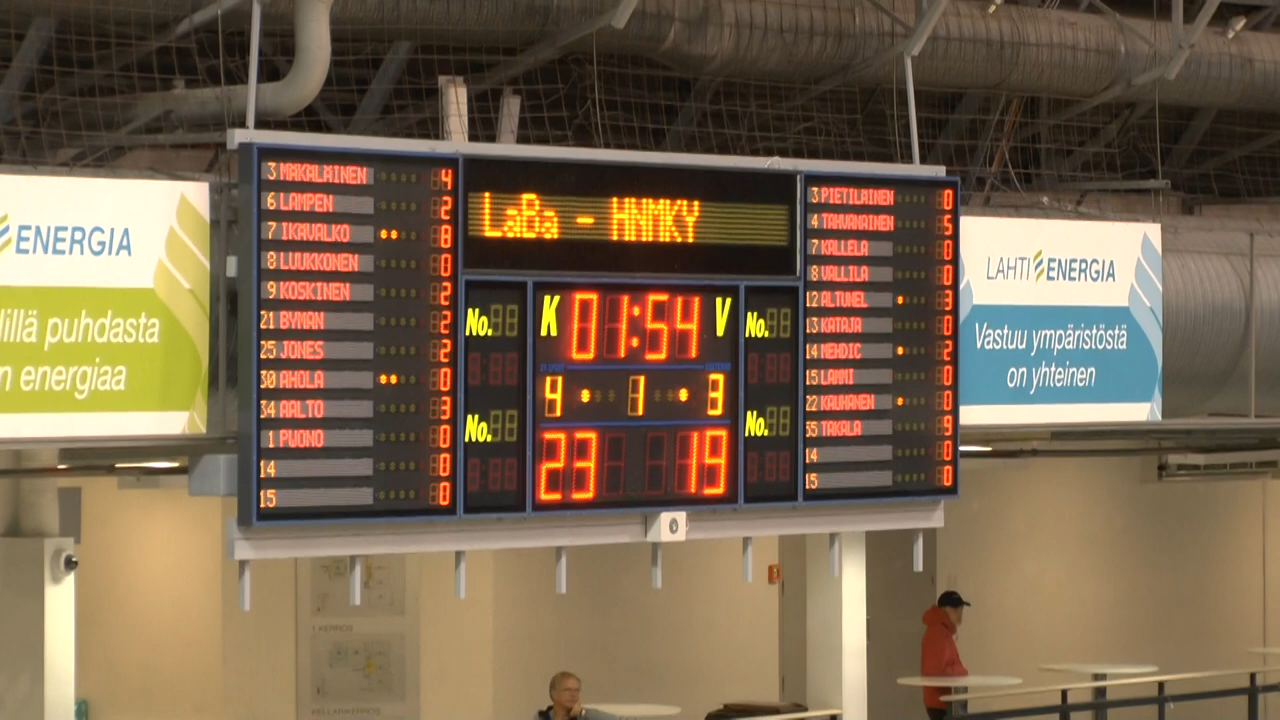 ENERGIA
lillä puhdasta
n energiaa
3 MAKALAINEN 4
6 LAMPEN 2
7 IKAVALKO 8
8 LUUKKONEN 0
9 KOSKINEN 2
21 BYMAN 2
25 JONES 2
30 AHOLA 0
34 AALTO 3
1 PUONO 0
14 0
15 0
LaBa - HNMKY
No.
K 01:54 V
No.
4 1 3
No.
No.
23 19
3 PIETILAINEN 0
4 TAHVANAINEN 5
7 KALLELA 0
8 VALLILA 0
12 ALTUNEL 3
13 KATAJA 0
14 MEHDIC 2
15 LAMMI 0
22 KAUHANEN 0
55 TAKALA 9
14 0
15 0
LAHTI ENERGIA
Vastuu ympäristöstä
on yhteinen
1 KERROS